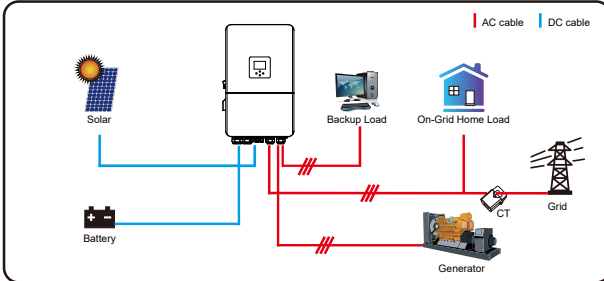 AC cable
DC cable
Solar
Backup Load
On-Grid Home Load
CT
Grid
Battery
Generator